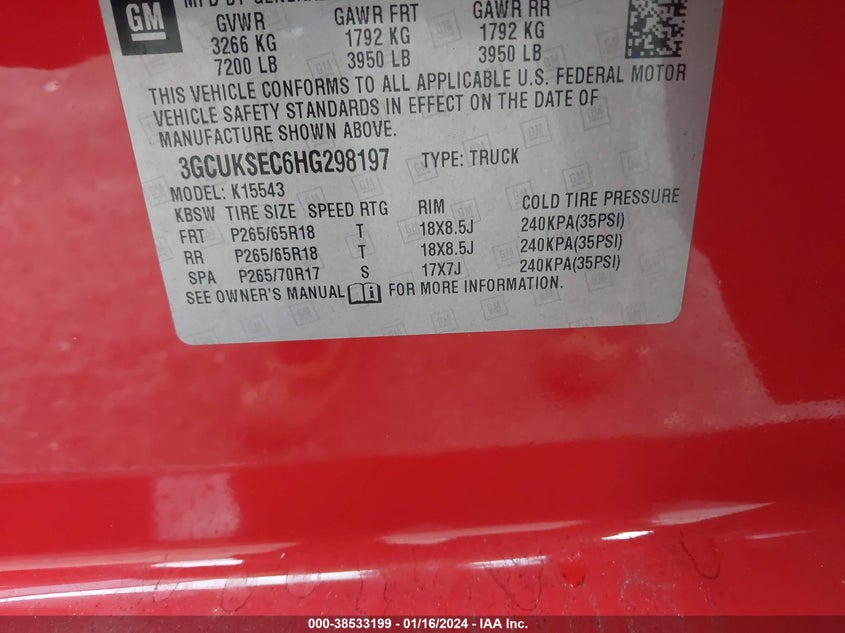 GM
GVWR GAWR FRT GAWR RR
3266 KG 1792 KG 1792 KG
7200 LB 3950 LB 3950 LB
THIS VEHICLE CONFORMS TO ALL APPLICABLE U.S. FEDERAL MOTOR
VEHICLE SAFETY STANDARDS IN EFFECT ON THE DATE OF
MANUFACTURE SHOWN ABOVE.
3GCUKSEC6HG298197 TYPE: TRUCK
MODEL: K15543
KBSW TIRE SIZE SPEED RTG RIM COLD TIRE PRESSURE
FRT P265/65R18 T 18X8.5J 240KPA(35PSI)
RR P265/65R18 T 18X8.5J 240KPA(35PSI)
SPA P265/70R17 S 17X7J 240KPA(35PSI)
SEE OWNER'S MANUAL FOR MORE INFORMATION.
000-38533199 - 01/16/2024 - IAA Inc.